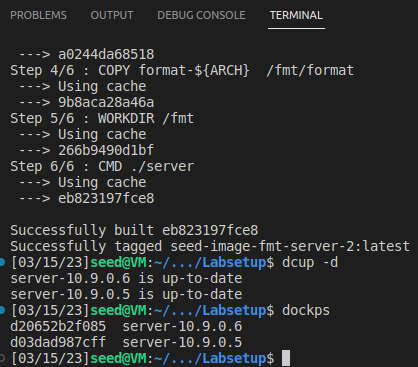 PROBLEMS OUTPUT DEBUG CONSOLE TERMINAL
---> a0244da68518
Step 4/6 : COPY format-${ARCH}  /fmt/format
---> Using cache
---> 9b8aca28a46a
Step 5/6 : WORKDIR /fmt
---> Using cache
---> 266b9490d1bf
Step 6/6 : CMD ./server
---> Using cache
---> eb823197fce8
Successfully built eb823197fce8
Successfully tagged seed-image-fmt-server-2:latest
[03/15/23]seed@VM:~/.../Labsetup$ dcup -d
server-10.9.0.6 is up-to-date
server-10.9.0.5 is up-to-date
[03/15/23]seed@VM:~/.../Labsetup$ dockps
d20652b2f085  server-10.9.0.6
d03dad987cff  server-10.9.0.5
[03/15/23]seed@VM:~/.../Labsetup$